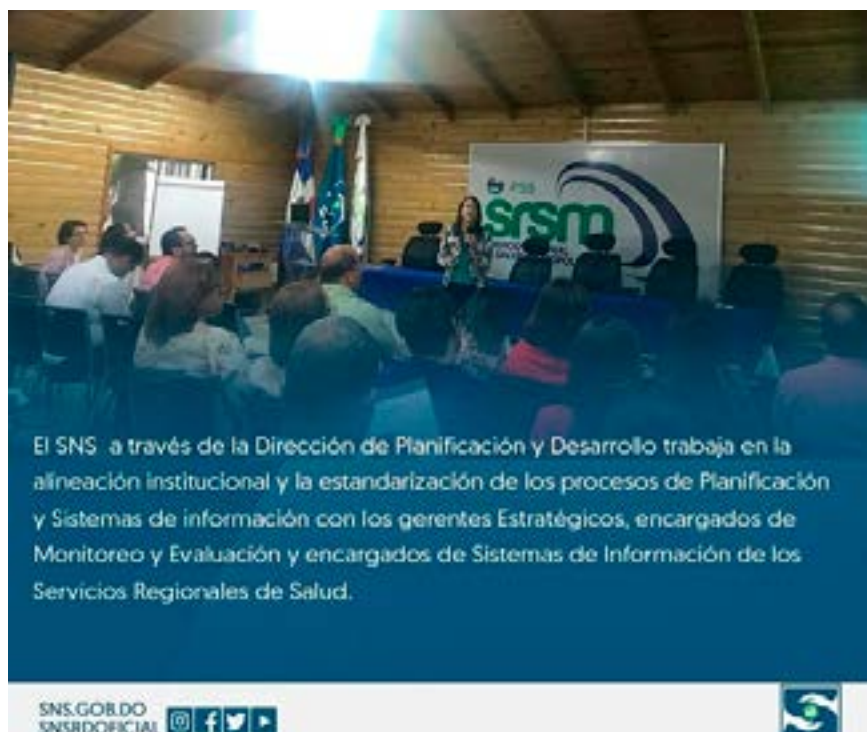 RSS
srsm
El SNS a través de la Dirección de Planificación y Desarrollo trabaja en la
alineación institucional y la estandarización de los procesos de Planificación
y Sistemas de información con los gerentes Estratégicos, encargados de
Monitoreo y Evaluación y encargados de Sistemas de Información de los
Servicios Regionales de Salud.
SNS.GOB.DO
SNSRDOFICIAL